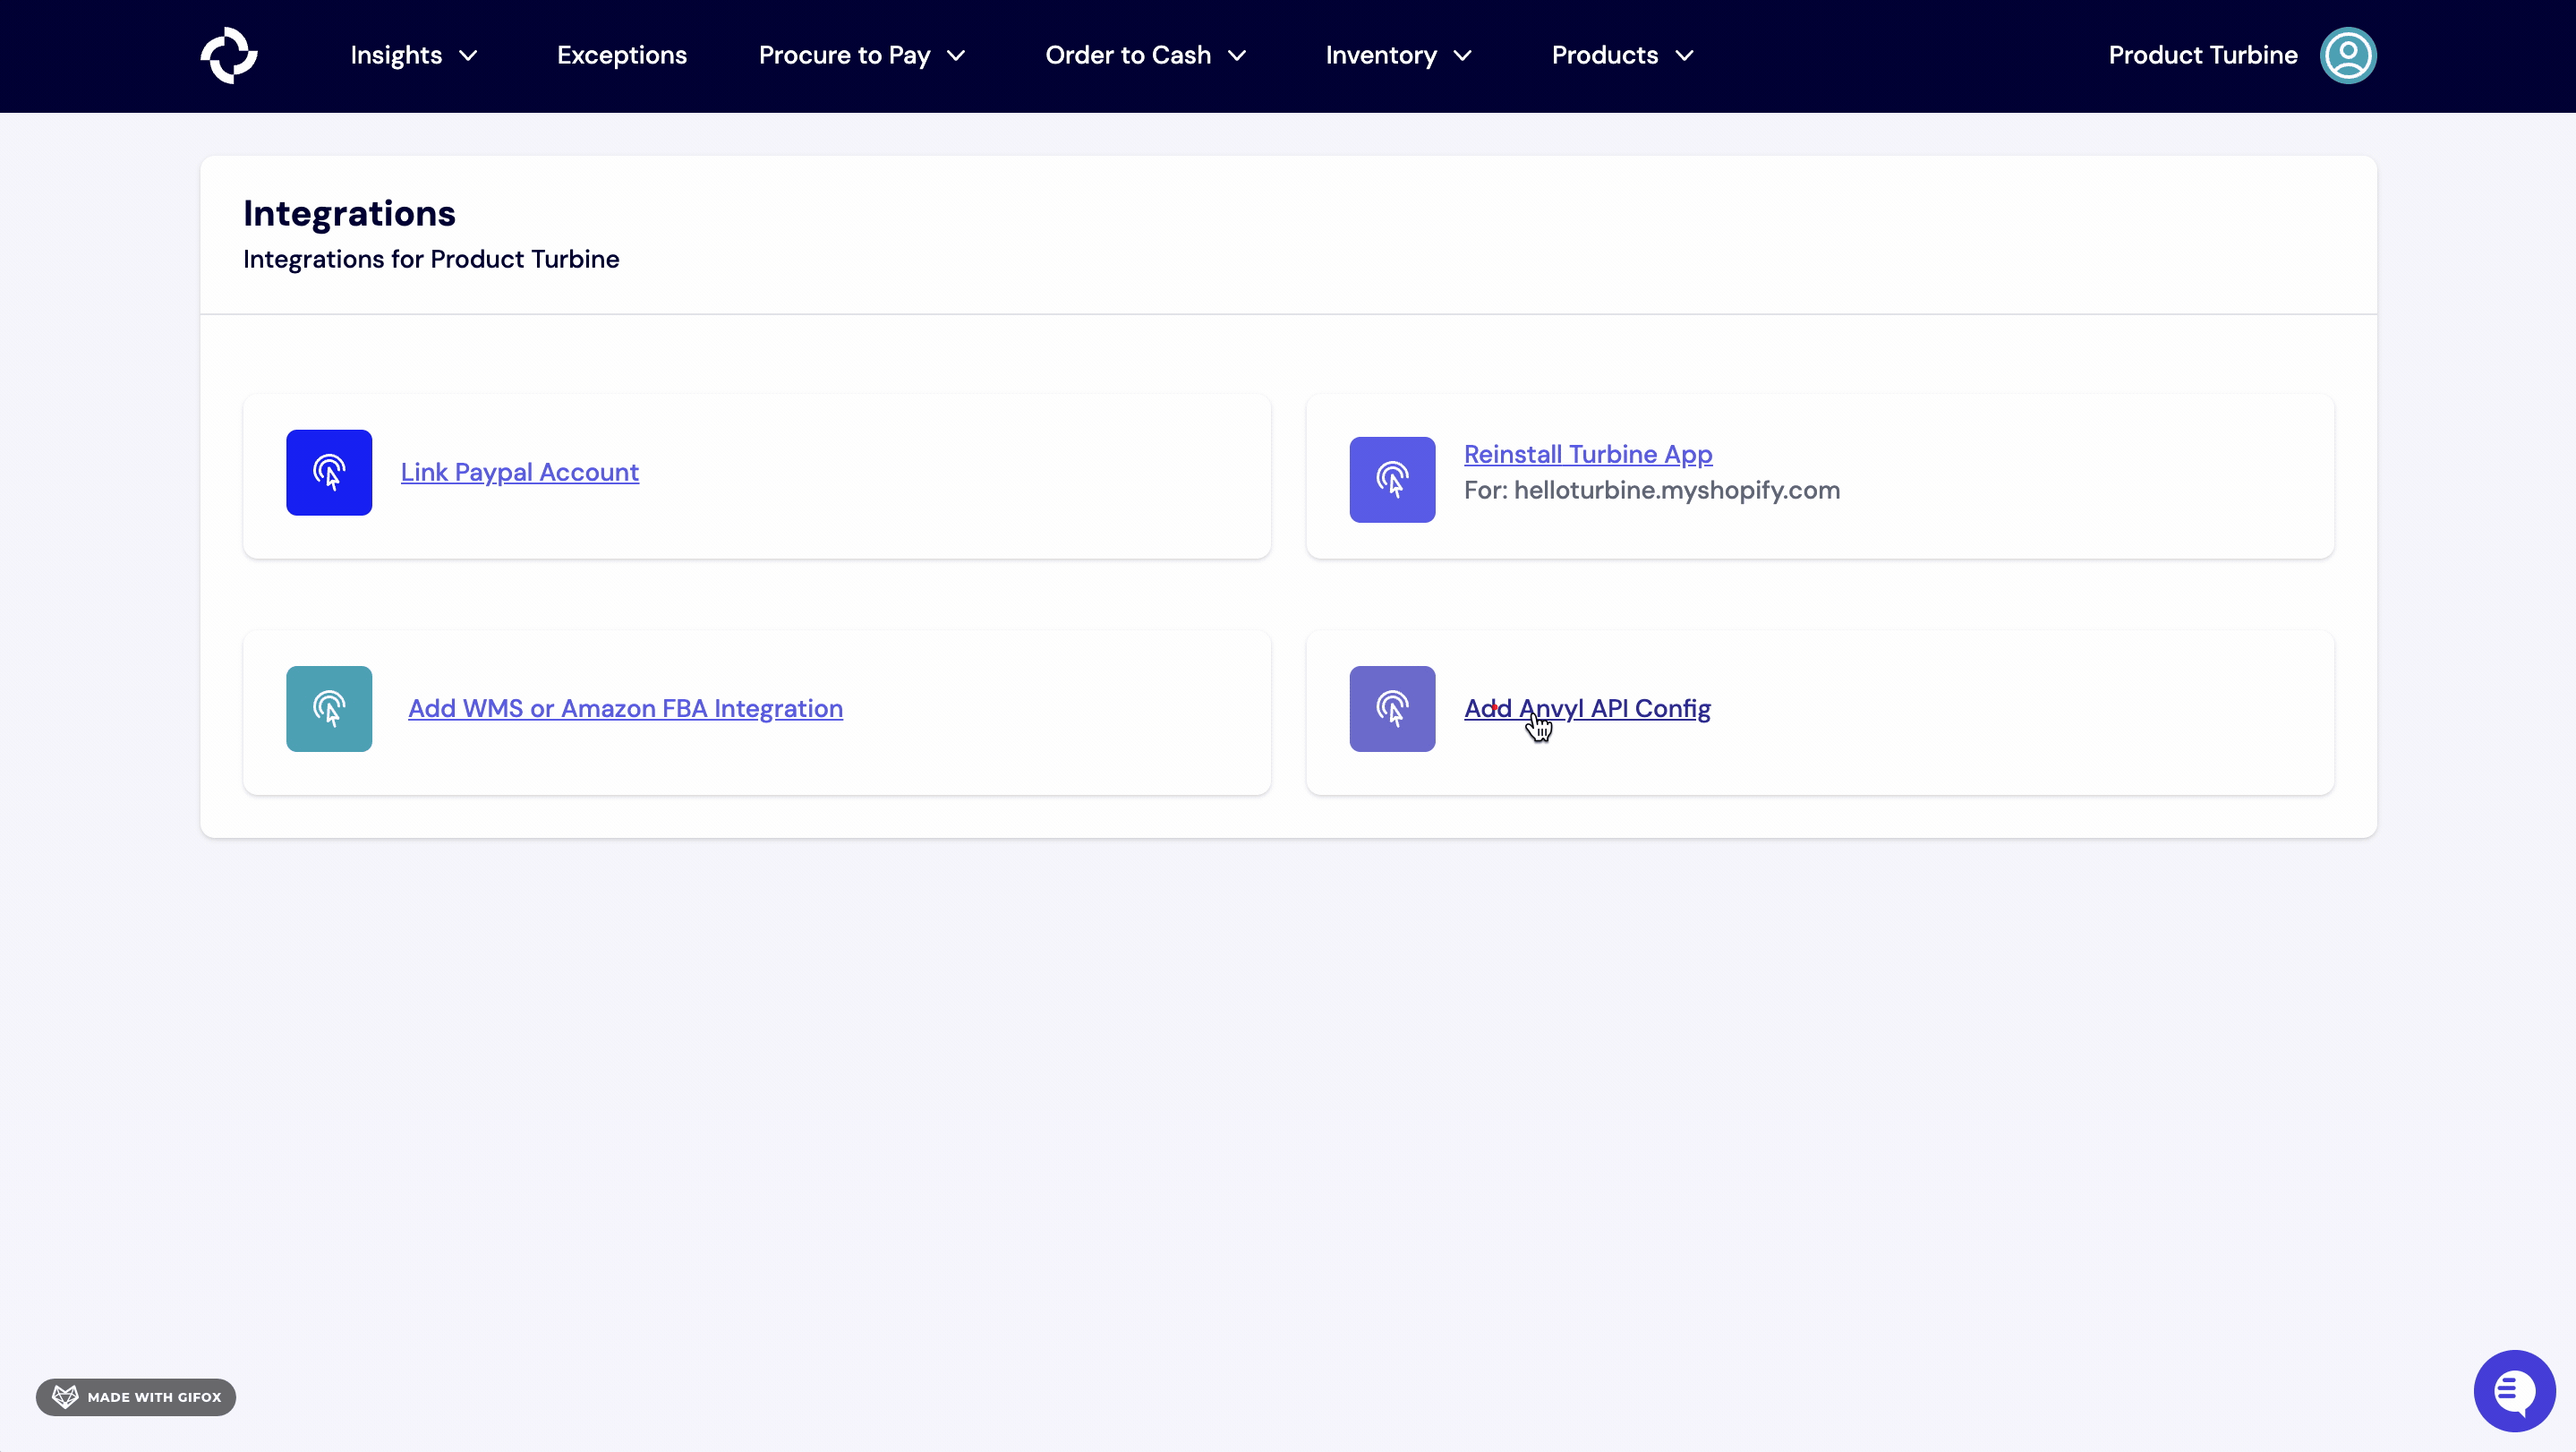 Insights Exceptions Procure to Pay Order to Cash Inventory Products Product Turbine
Integrations
Integrations for Product Turbine
Link Paypal Account
Reinstall Turbine App
For: helloturbine.myshopify.com
Add WMS or Amazon FBA Integration
Add Anvyl API Config
MADE WITH GIFOX